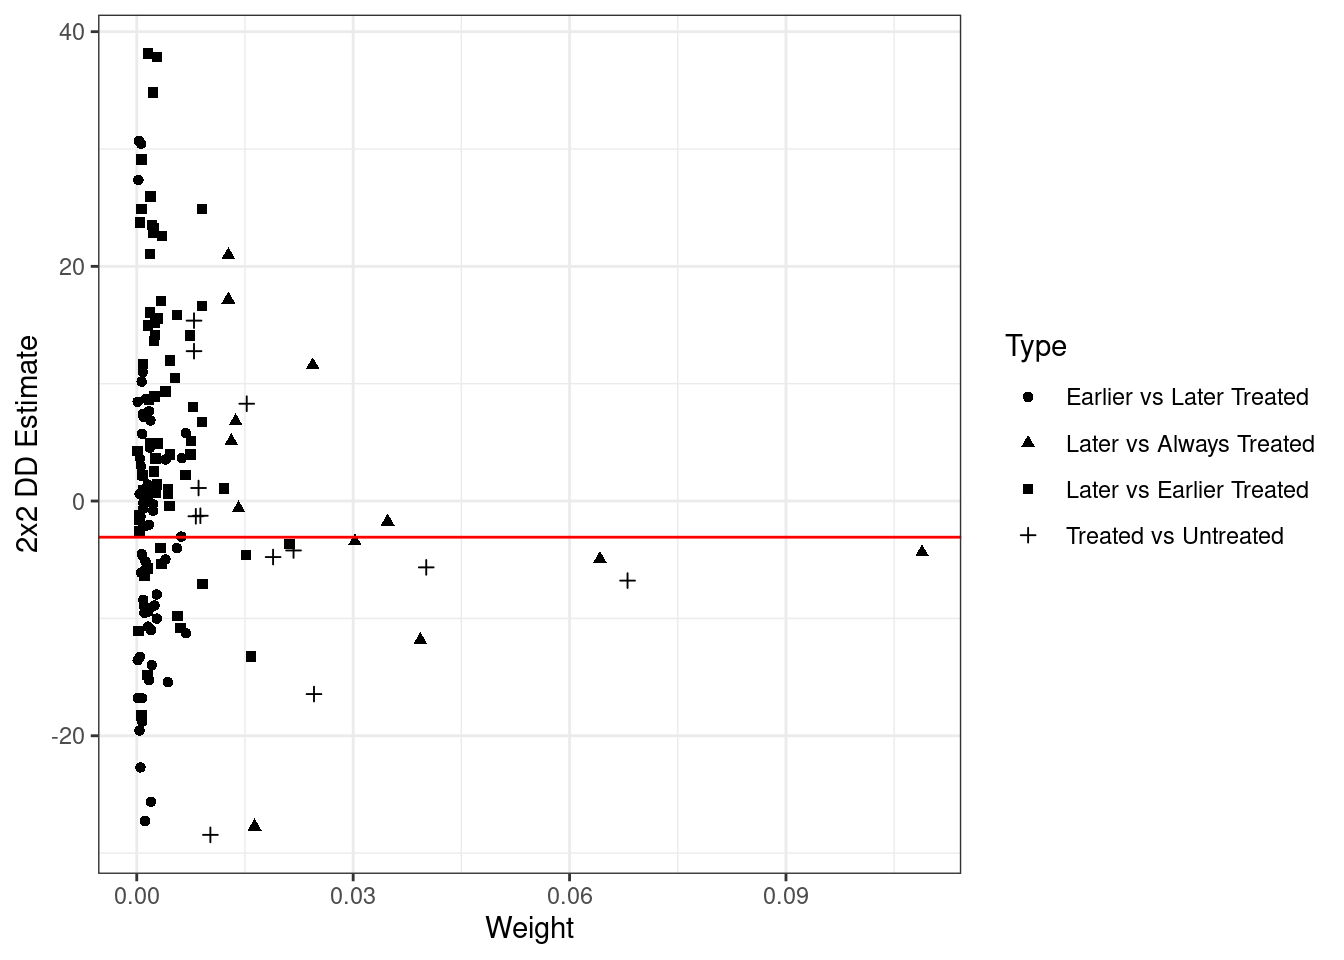 40
20
0
-20
2x2 DD Estimate
0.00
0.03
0.06
0.09
Weight
Type
Earlier vs Later Treated
Later vs Always Treated
Later vs Earlier Treated
Treated vs Untreated